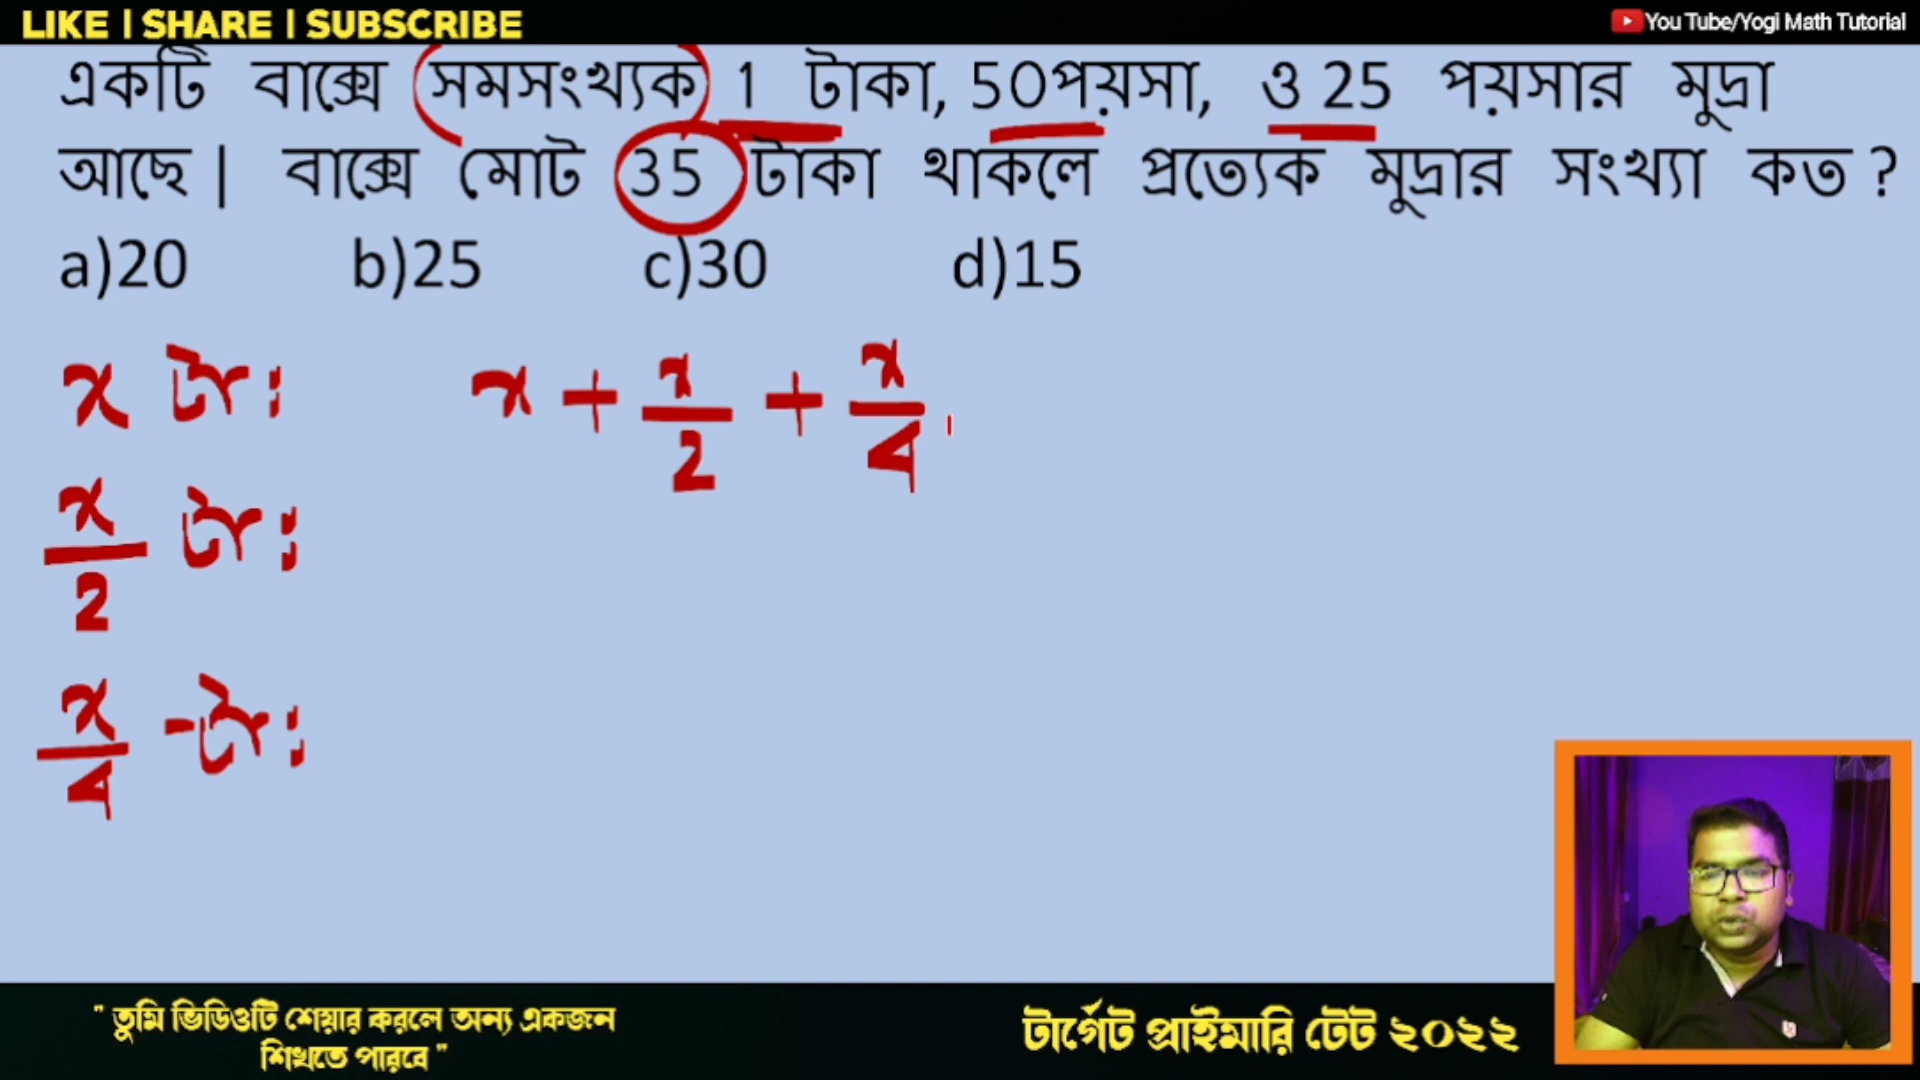 LIKE | SHARE | SUBSCRIBE
You Tube/Yogi Math Tutorial
একটি বাক্সে সমসংখ্যক 1 টাকা, 50পয়সা, ও 25 পয়সার মুদ্রা
আছে| বাক্সে মোট 35 টাকা থাকলে প্রত্যেক মুদ্রার সংখ্যা কত ?
a)20 b)25 c)30 d)15
x টাঃ x + x/2 + x/4
x/2 টাঃ
x/4 টাঃ
" তুমি ভিডিওটি শেয়ার করলে অন্য একজন
শিখতে পারবে "
টার্গেট প্রাইমারি টেট ২০২২